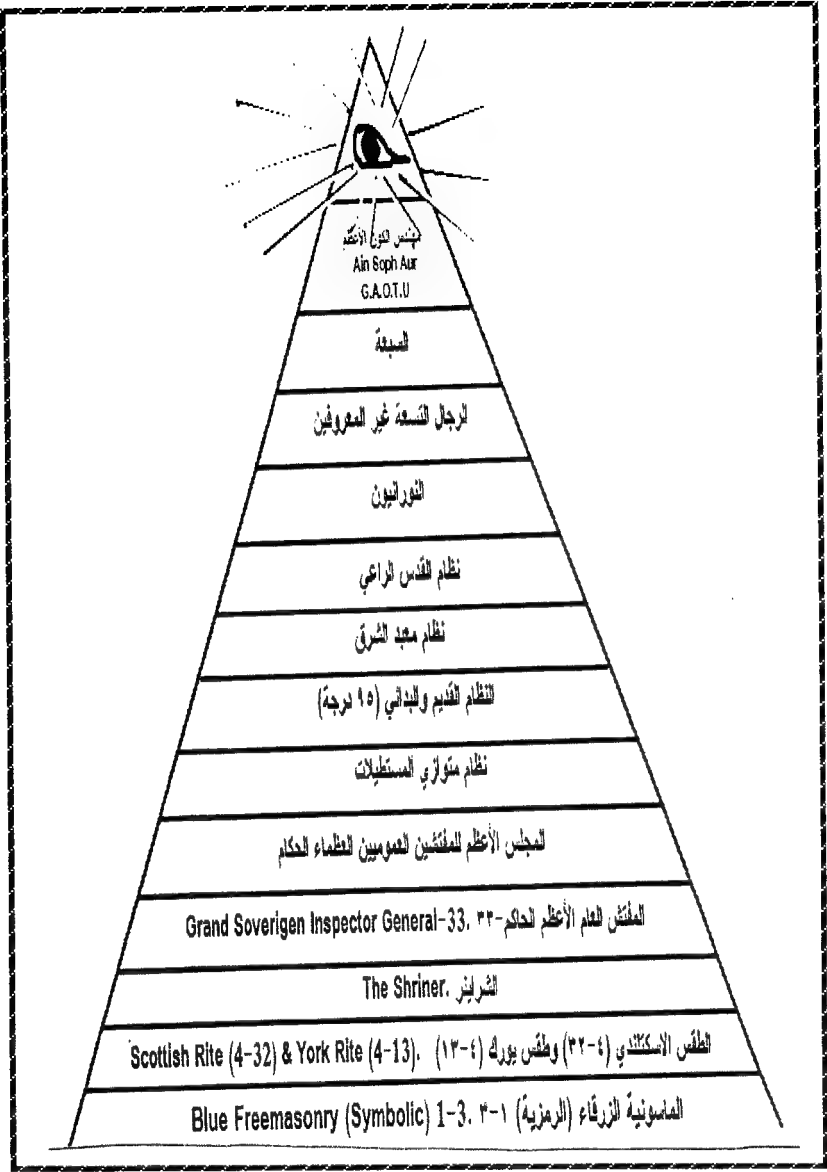 مهندس الكون الأعظم
Ain Soph Aur
G.A.O.T.U
السبعة
الرجال التسعة غير المعروفين
النورانيون
نظام القدس الراعي
نظام معبد الشرق
النظام القديم والبدائي (٩٥ درجة)
نظام متوازي المستطيلات
المجلس الأعظم للمفتشين العموميين العظماء الحكام
Grand Soverigen Inspector General-33. المفتش العام الأعظم الحاكم-٣٣
The Shriner. الشراينر
Scottish Rite (4-32) & York Rite (4-13). الطقس الاسكتلندي (٤-٣٢) وطقس يورك (٤-١٣)
Blue Freemasonry (Symbolic) 1-3. الماسونية الزرقاء (الرمزية) ١-٣